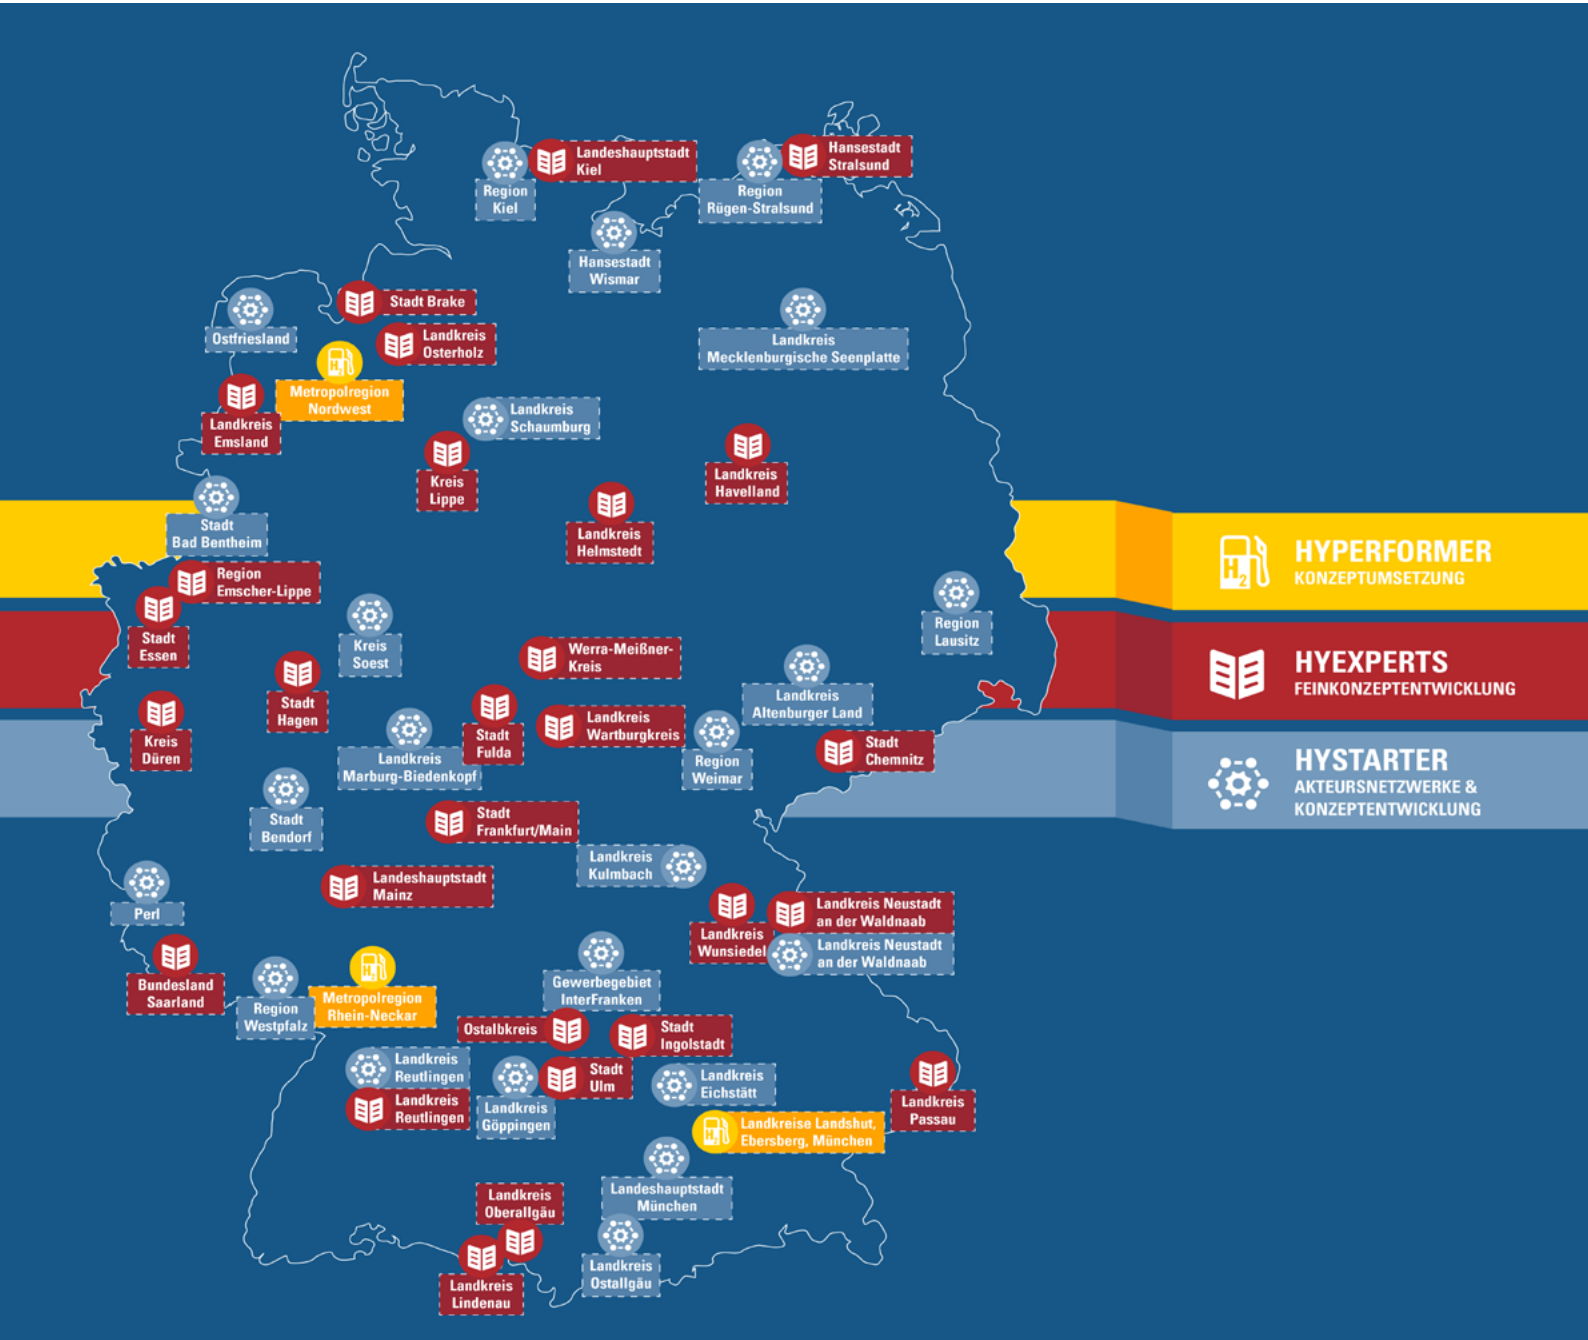 Landeshauptstadt
Kiel
Hansestadt
Stralsund
Region
Kiel
Region
Rügen-Stralsund
Hansestadt
Wismar
Stadt Brake
Ostfriesland
Landkreis
Osterholz
Landkreis
Mecklenburgische Seenplatte
Metropolregion
Nordwest
Landkreis
Emsland
Landkreis
Schaumburg
Kreis
Lippe
Landkreis
Havelland
Stadt
Bad Bentheim
Landkreis
Helmstedt
Region
Emscher-Lippe
Stadt
Essen
Kreis
Soest
Region
Lausitz
Werra-Meißner-
Kreis
Stadt
Hagen
Landkreis
Altenburger Land
Kreis
Düren
Landkreis
Marburg-Biedenkopf
Stadt
Fulda
Landkreis
Wartburgkreis
Region
Weimar
Stadt
Chemnitz
Stadt
Bendorf
Stadt
Frankfurt/Main
Landkreis
Kulmbach
Landeshauptstadt
Mainz
Perl
Landkreis
Wunsiedel
Landkreis Neustadt
an der Waldnaab
Landkreis Neustadt
an der Waldnaab
Bundesland
Saarland
Region
Westpfalz
H2
Metropolregion
Rhein-Neckar
Gewerbegebiet
InterFranken
Ostalbkreis
Stadt
Ingolstadt
Landkreis
Reutlingen
Landkreis
Reutlingen
Landkreis
Göppingen
Stadt
Ulm
Landkreis
Eichstätt
Landkreis
Passau
H2
Landkreise Landshut,
Ebersberg, München
Landeshauptstadt
München
Landkreis
Oberallgäu
Landkreis
Lindenau
Landkreis
Ostallgäu
H2
HYPERFORMER
KONZEPTUMSETZUNG
HYEXPERTS
FEINKONZEPTENTWICKLUNG
HYSTARTER
AKTEURSNETZWERKE &
KONZEPTENTWICKLUNG
H2